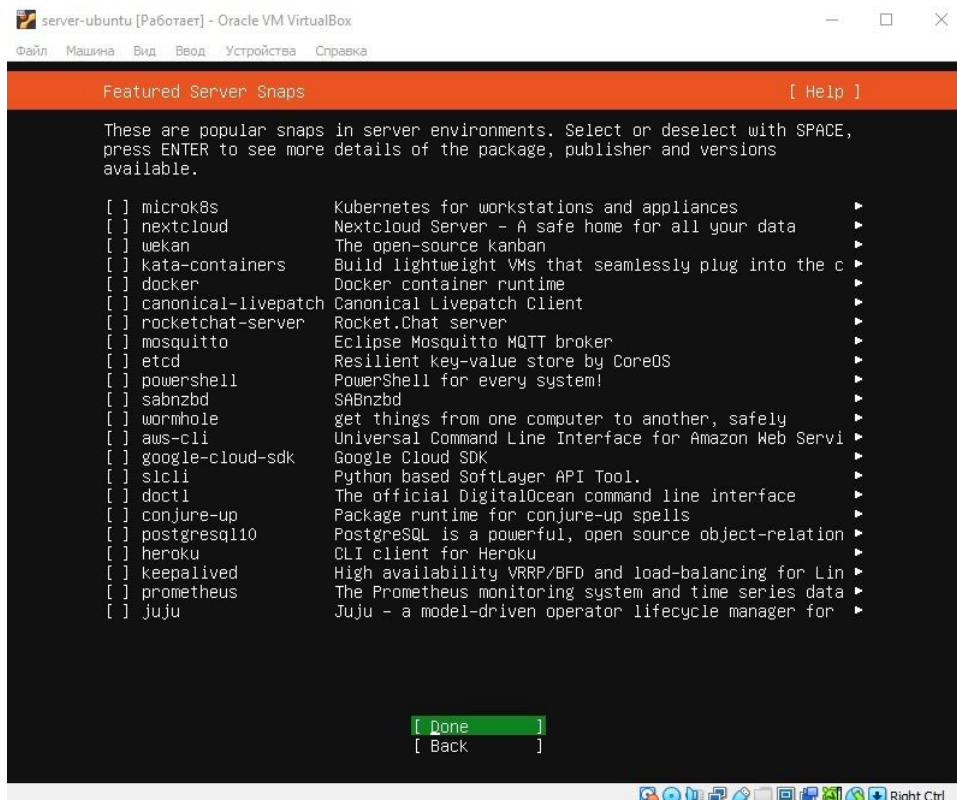 server-ubuntu [Работает] - Oracle VM VirtualBox
Файл Машина Вид Ввод Устройства Справка
Featured Server Snaps [ Help ]
These are popular snaps in server environments. Select or deselect with SPACE,
press ENTER to see more details of the package, publisher and versions
available.
[ ] microk8s Kubernetes for workstations and appliances ▸
[ ] nextcloud Nextcloud Server – A safe home for all your data ▸
[ ] wekan The open-source kanban ▸
[ ] kata-containers Build lightweight VMs that seamlessly plug into the c ▸
[ ] docker Docker container runtime ▸
[ ] canonical-livepatch Canonical Livepatch Client ▸
[ ] rocketchat-server Rocket.Chat server ▸
[ ] mosquitto Eclipse Mosquitto MQTT broker ▸
[ ] etcd Resilient key-value store by CoreOS ▸
[ ] powershell PowerShell for every system! ▸
[ ] sabnzbd SABnzbd ▸
[ ] wormhole get things from one computer to another, safely ▸
[ ] aws-cli Universal Command Line Interface for Amazon Web Servi ▸
[ ] google-cloud-sdk Google Cloud SDK ▸
[ ] slcli Python based SoftLayer API Tool. ▸
[ ] doctl The official DigitalOcean command line interface ▸
[ ] conjure-up Package runtime for conjure-up spells ▸
[ ] postgresql10 PostgreSQL is a powerful, open source object-relation ▸
[ ] heroku CLI client for Heroku ▸
[ ] keepalived High availability VRRP/BFD and load-balancing for Lin ▸
[ ] prometheus The Prometheus monitoring system and time series data ▸
[ ] juju Juju – a model-driven operator lifecycle manager for ▸
[ Done ]
[ Back ]
Right Ctrl